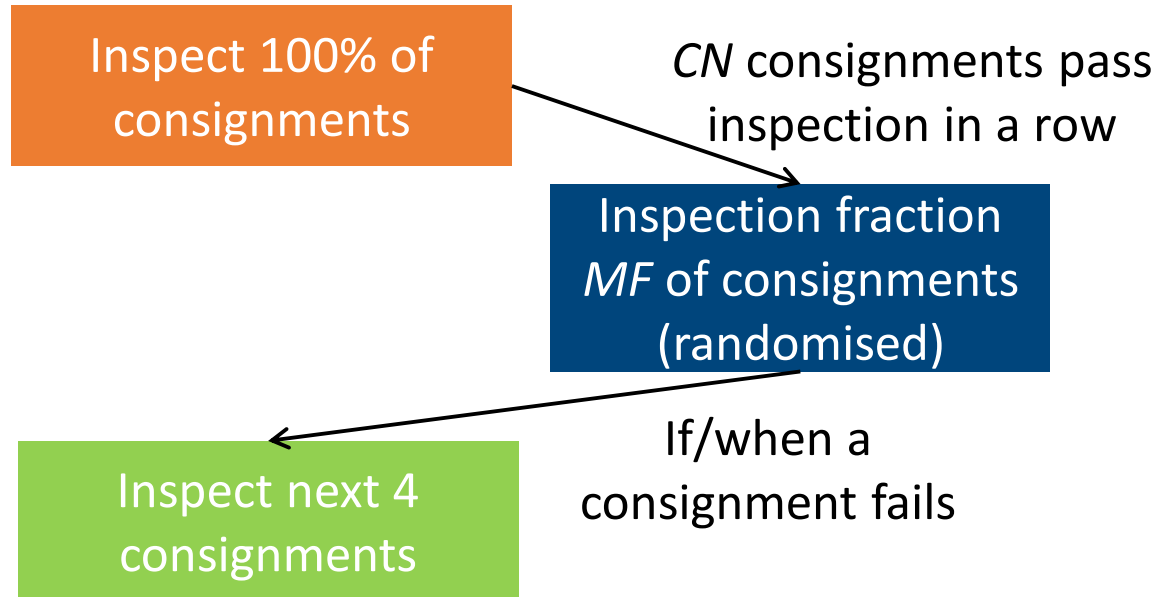 Inspect 100% of
consignments
CN consignments pass
inspection in a row
Inspection fraction
MF of consignments
(randomised)
If/when a
consignment fails
Inspect next 4
consignments